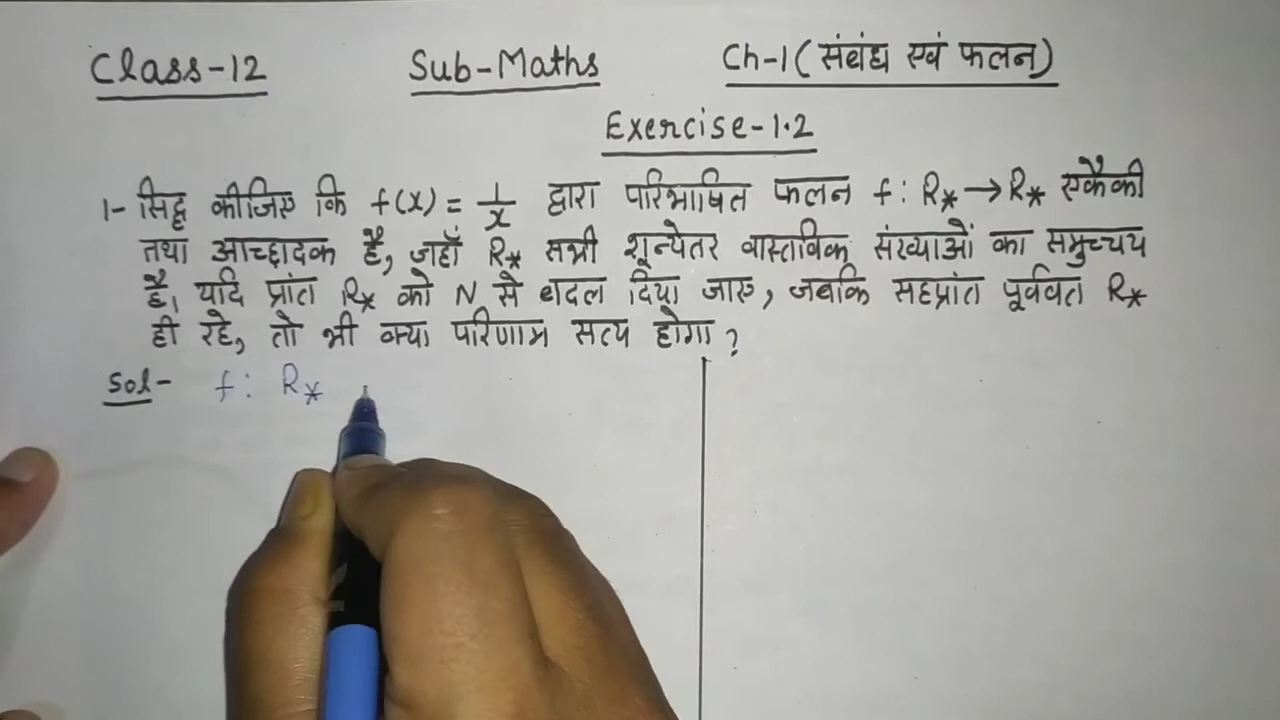 Class-12 Sub-Maths Ch-1(संबंध एवं फलन)
Exercise-1.2
1- सिद्ध कीजिए कि f(x) = 1/x द्वारा परिभाषित फलन f: R* → R* एकैकी
तथा आच्छादक है, जहाँ R* सभी शून्येतर वास्तविक संख्याओं का समुच्चय
है। यदि प्रांत R* को N से बदल दिया जाए, जबकि सहप्रांत पूर्ववत R*
ही रहे, तो भी क्या परिणाम सत्य होगा?
Sol- f: R*